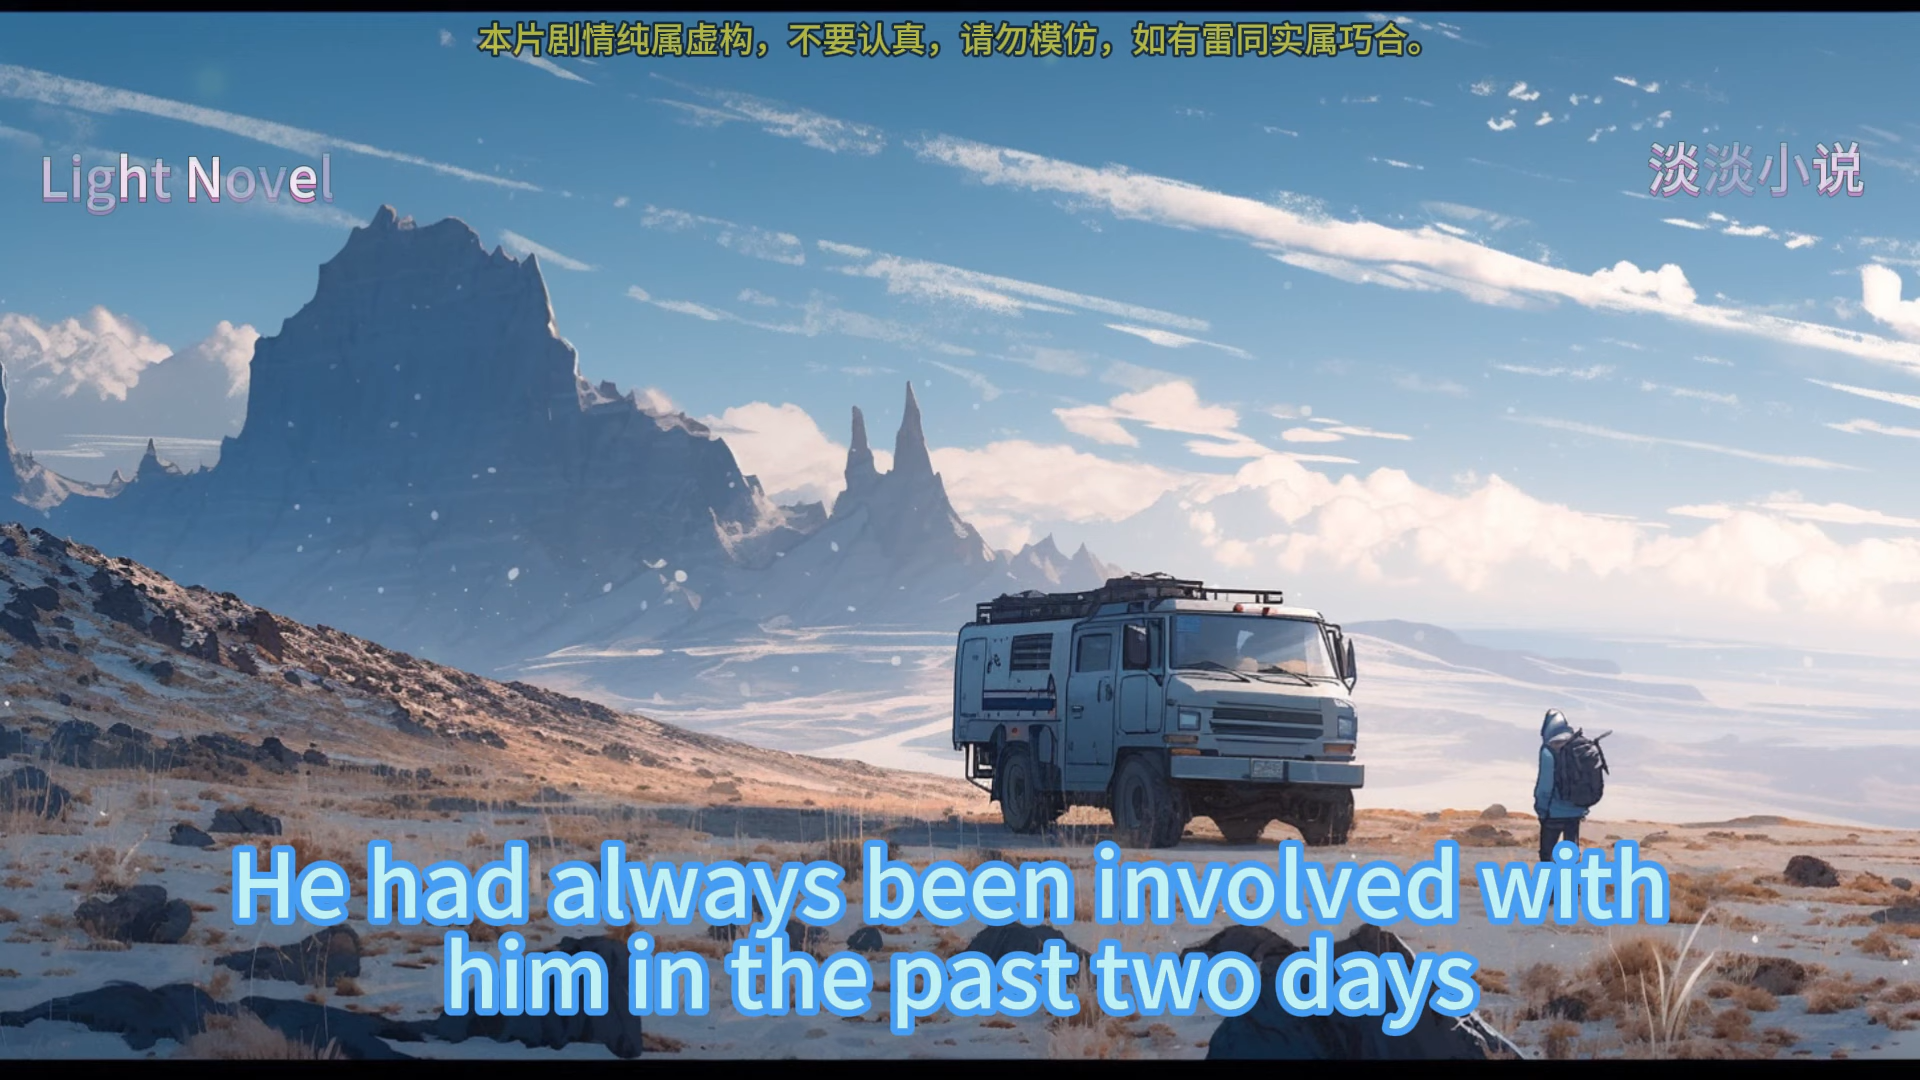 本片剧情纯属虚构，不要认真，请勿模仿，如有雷同实属巧合。
Light Novel
淡淡小说
He had always been involved with
him in the past two days